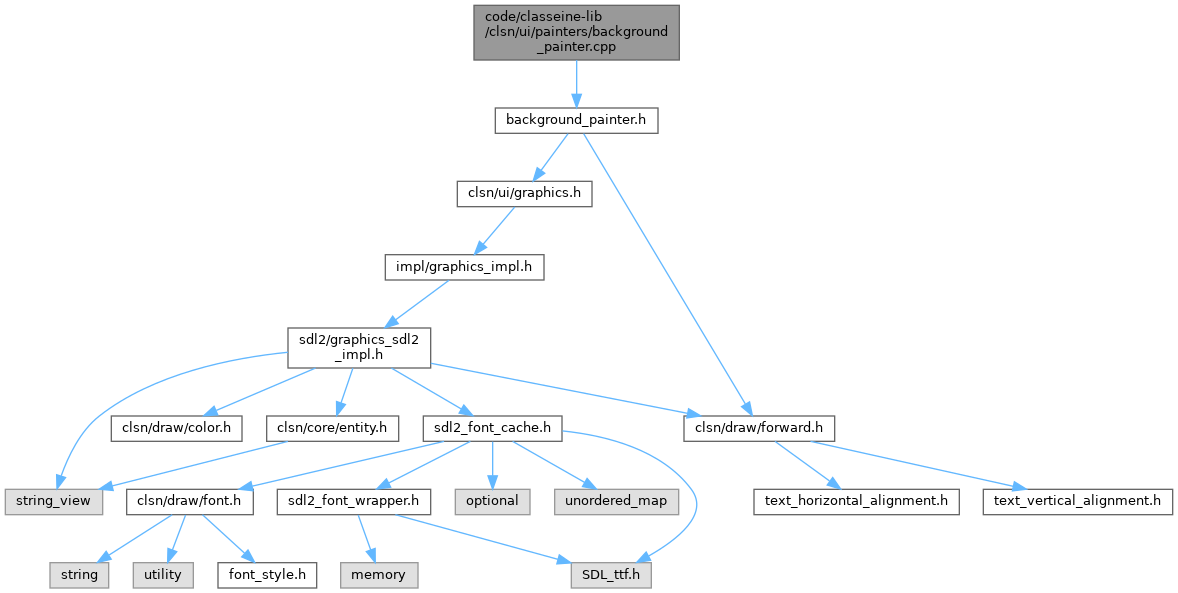 code/classeine-lib
/clsn/ui/painters/background
_painter.cpp
background_painter.h
clsn/ui/graphics.h
impl/graphics_impl.h
sdl2/graphics_sdl2
_impl.h
clsn/draw/color.h
clsn/core/entity.h
sdl2_font_cache.h
clsn/draw/forward.h
string_view
clsn/draw/font.h
sdl2_font_wrapper.h
optional
unordered_map
text_horizontal_alignment.h
text_vertical_alignment.h
string
utility
font_style.h
memory
SDL_ttf.h